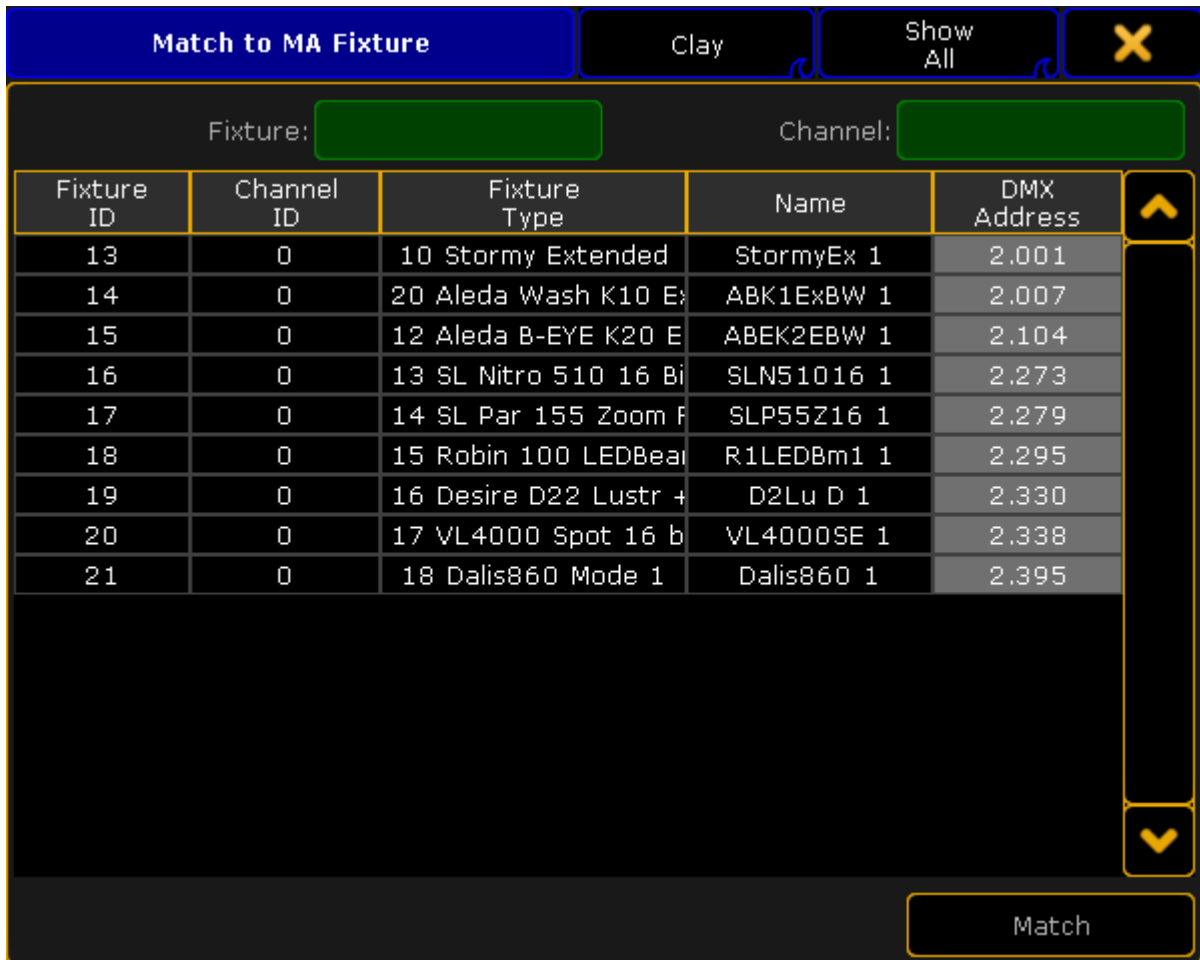 Match to MA Fixture Clay Show All
Fixture: Channel:
Fixture ID Channel ID Fixture Type Name DMX Address
13 0 10 Stormy Extended StormyEx 1 2.001
14 0 20 Aleda Wash K10 Ex ABK1ExBW 1 2.007
15 0 12 Aleda B-EYE K20 E ABEK2EBW 1 2.104
16 0 13 SL Nitro 510 16 Bi SLN51016 1 2.273
17 0 14 SL Par 155 Zoom SLP55Z16 1 2.279
18 0 15 Robin 100 LEDBea R1LEDBm1 1 2.295
19 0 16 Desire D22 Lustr + D2Lu D 1 2.330
20 0 17 VL4000 Spot 16 b VL4000SE 1 2.338
21 0 18 Dalis860 Mode 1 Dalis860 1 2.395
Match